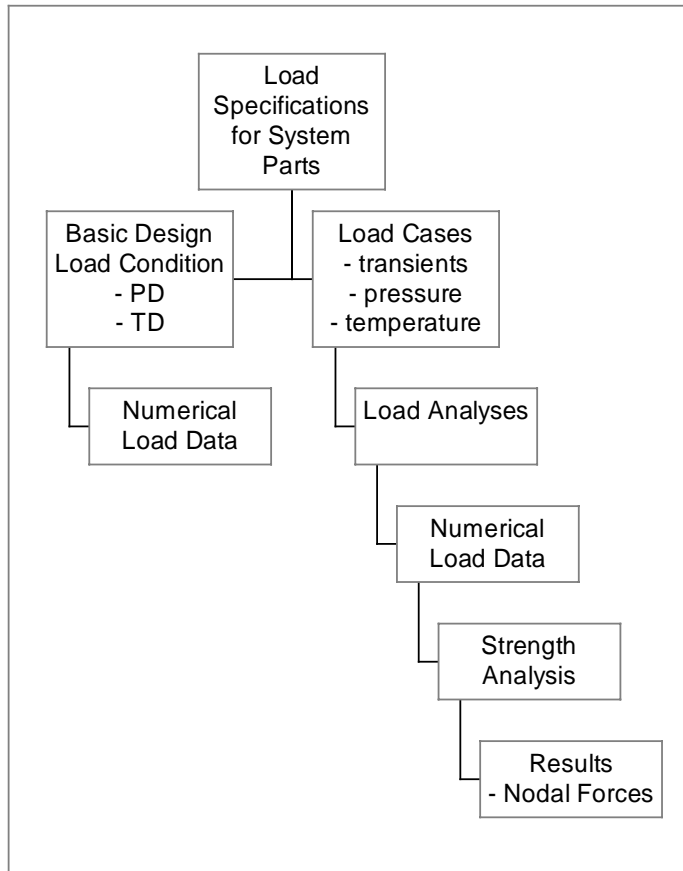 Load
Specifications
for System
Parts
Basic Design
Load Condition
- PD
- TD
Load Cases
- transients
- pressure
- temperature
Numerical
Load Data
Load Analyses
Numerical
Load Data
Strength
Analysis
Results
- Nodal Forces